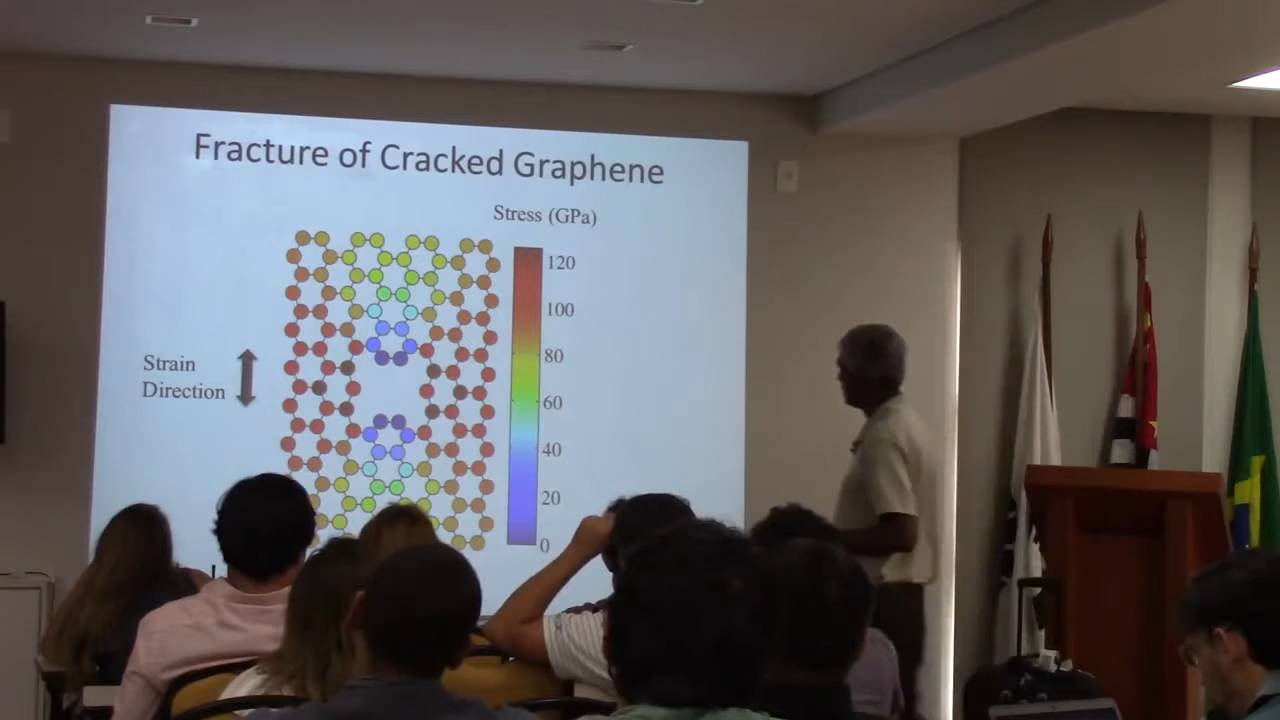 Fracture of Cracked Graphene
Stress (GPa)
120
100
80
60
40
20
0
Strain
Direction